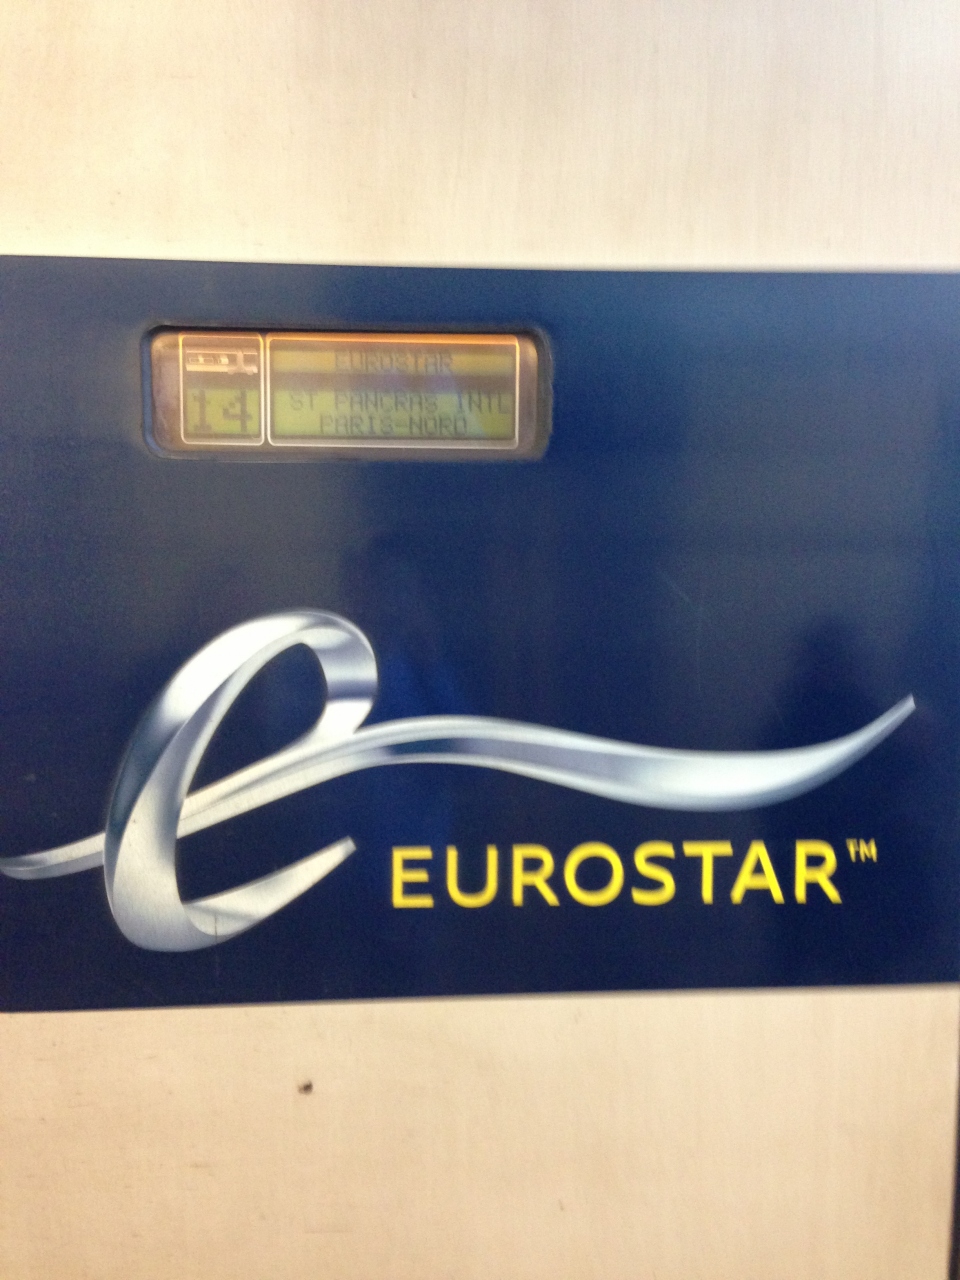 EUROSTAR
14
ST PANCRAS INTL
PARIS-NORD
EUROSTAR™